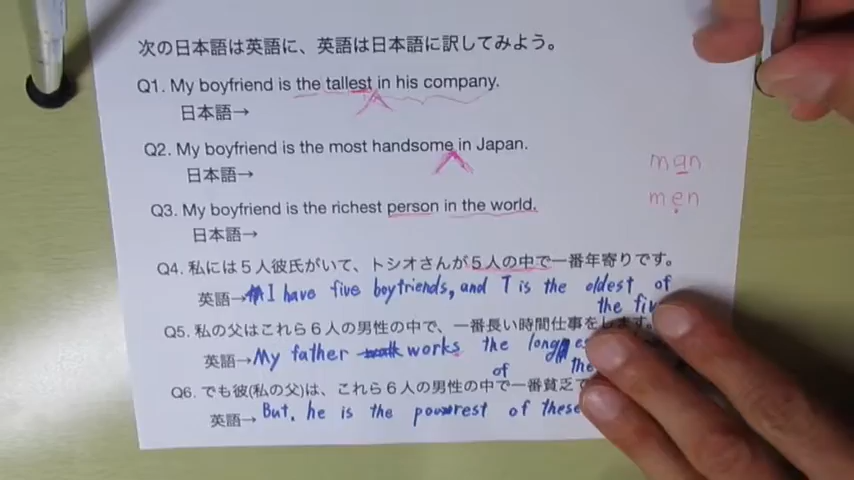 次の日本語は英語に、英語は日本語に訳してみよう。
Q1. My boyfriend is the tallest in his company.
日本語→
Q2. My boyfriend is the most handsome in Japan.
日本語→
man
men
Q3. My boyfriend is the richest person in the world.
日本語→
Q4. 私には5人彼氏がいて、トシオさんが5人の中で一番年寄りです。
英語→ I have five boyfriends, and T is the oldest of
the
Q5. 私の父はこれら6人の男性の中で、一番長い時間仕事をします。
英語→ My father works the
of the
Q6. でも彼(私の父)は、これら6人の男性の中で一番貧乏で
英語→ But, he is the of these